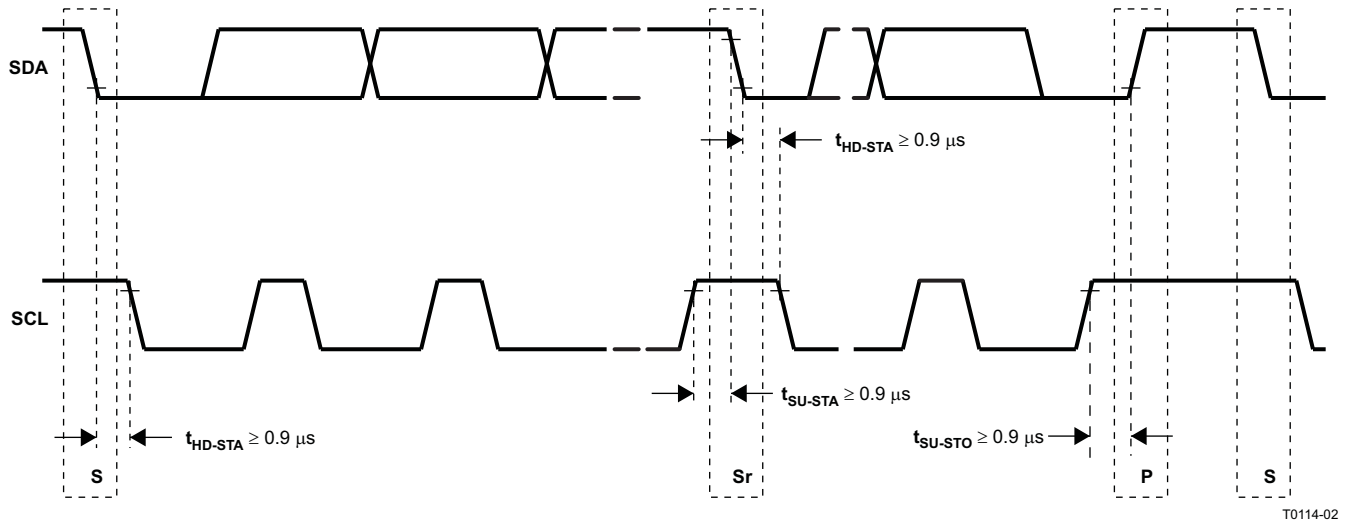 SDA
t_HD-STA ≥ 0.9 μs
SCL
t_SU-STA ≥ 0.9 μs
t_HD-STA ≥ 0.9 μs
t_SU-STO ≥ 0.9 μs
S
Sr
P
S
T0114-02